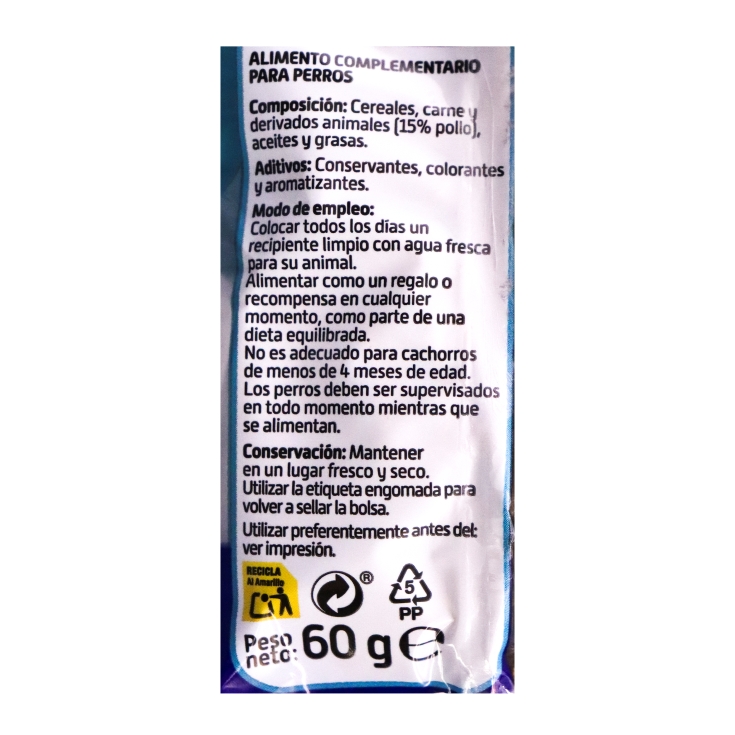 ALIMENTO COMPLEMENTARIO
PARA PERROS
Composición: Cereales, carne y
derivados animales (15% pollo),
aceites y grasas.
Aditivos: Conservantes, colorantes
y aromatizantes.
Modo de empleo:
Colocar todos los días un
recipiente limpio con agua fresca
para su animal.
Alimentar como un regalo o
recompensa en cualquier
momento, como parte de una
dieta equilibrada.
No es adecuado para cachorros
de menos de 4 meses de edad.
Los perros deben ser supervisados
en todo momento mientras que
se alimentan.
Conservación: Mantener
en un lugar fresco y seco.
Utilizar la etiqueta engomada para
volver a sellar la bolsa.
Utilizar preferentemente antes del:
ver impresión.
RECICLA
Al Amarillo
®
5
PP
Peso
neto: 60 g ℮